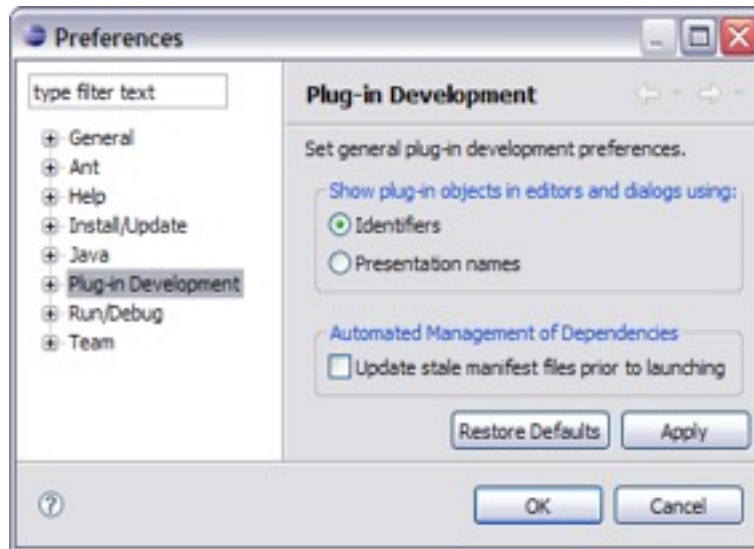 Preferences
type filter text
General
Ant
Help
Install/Update
Java
Plug-in Development
Run/Debug
Team
Plug-in Development
Set general plug-in development preferences.
Show plug-in objects in editors and dialogs using:
Identifiers
Presentation names
Automated Management of Dependencies
Update stale manifest files prior to launching
Restore Defaults Apply
? OK Cancel